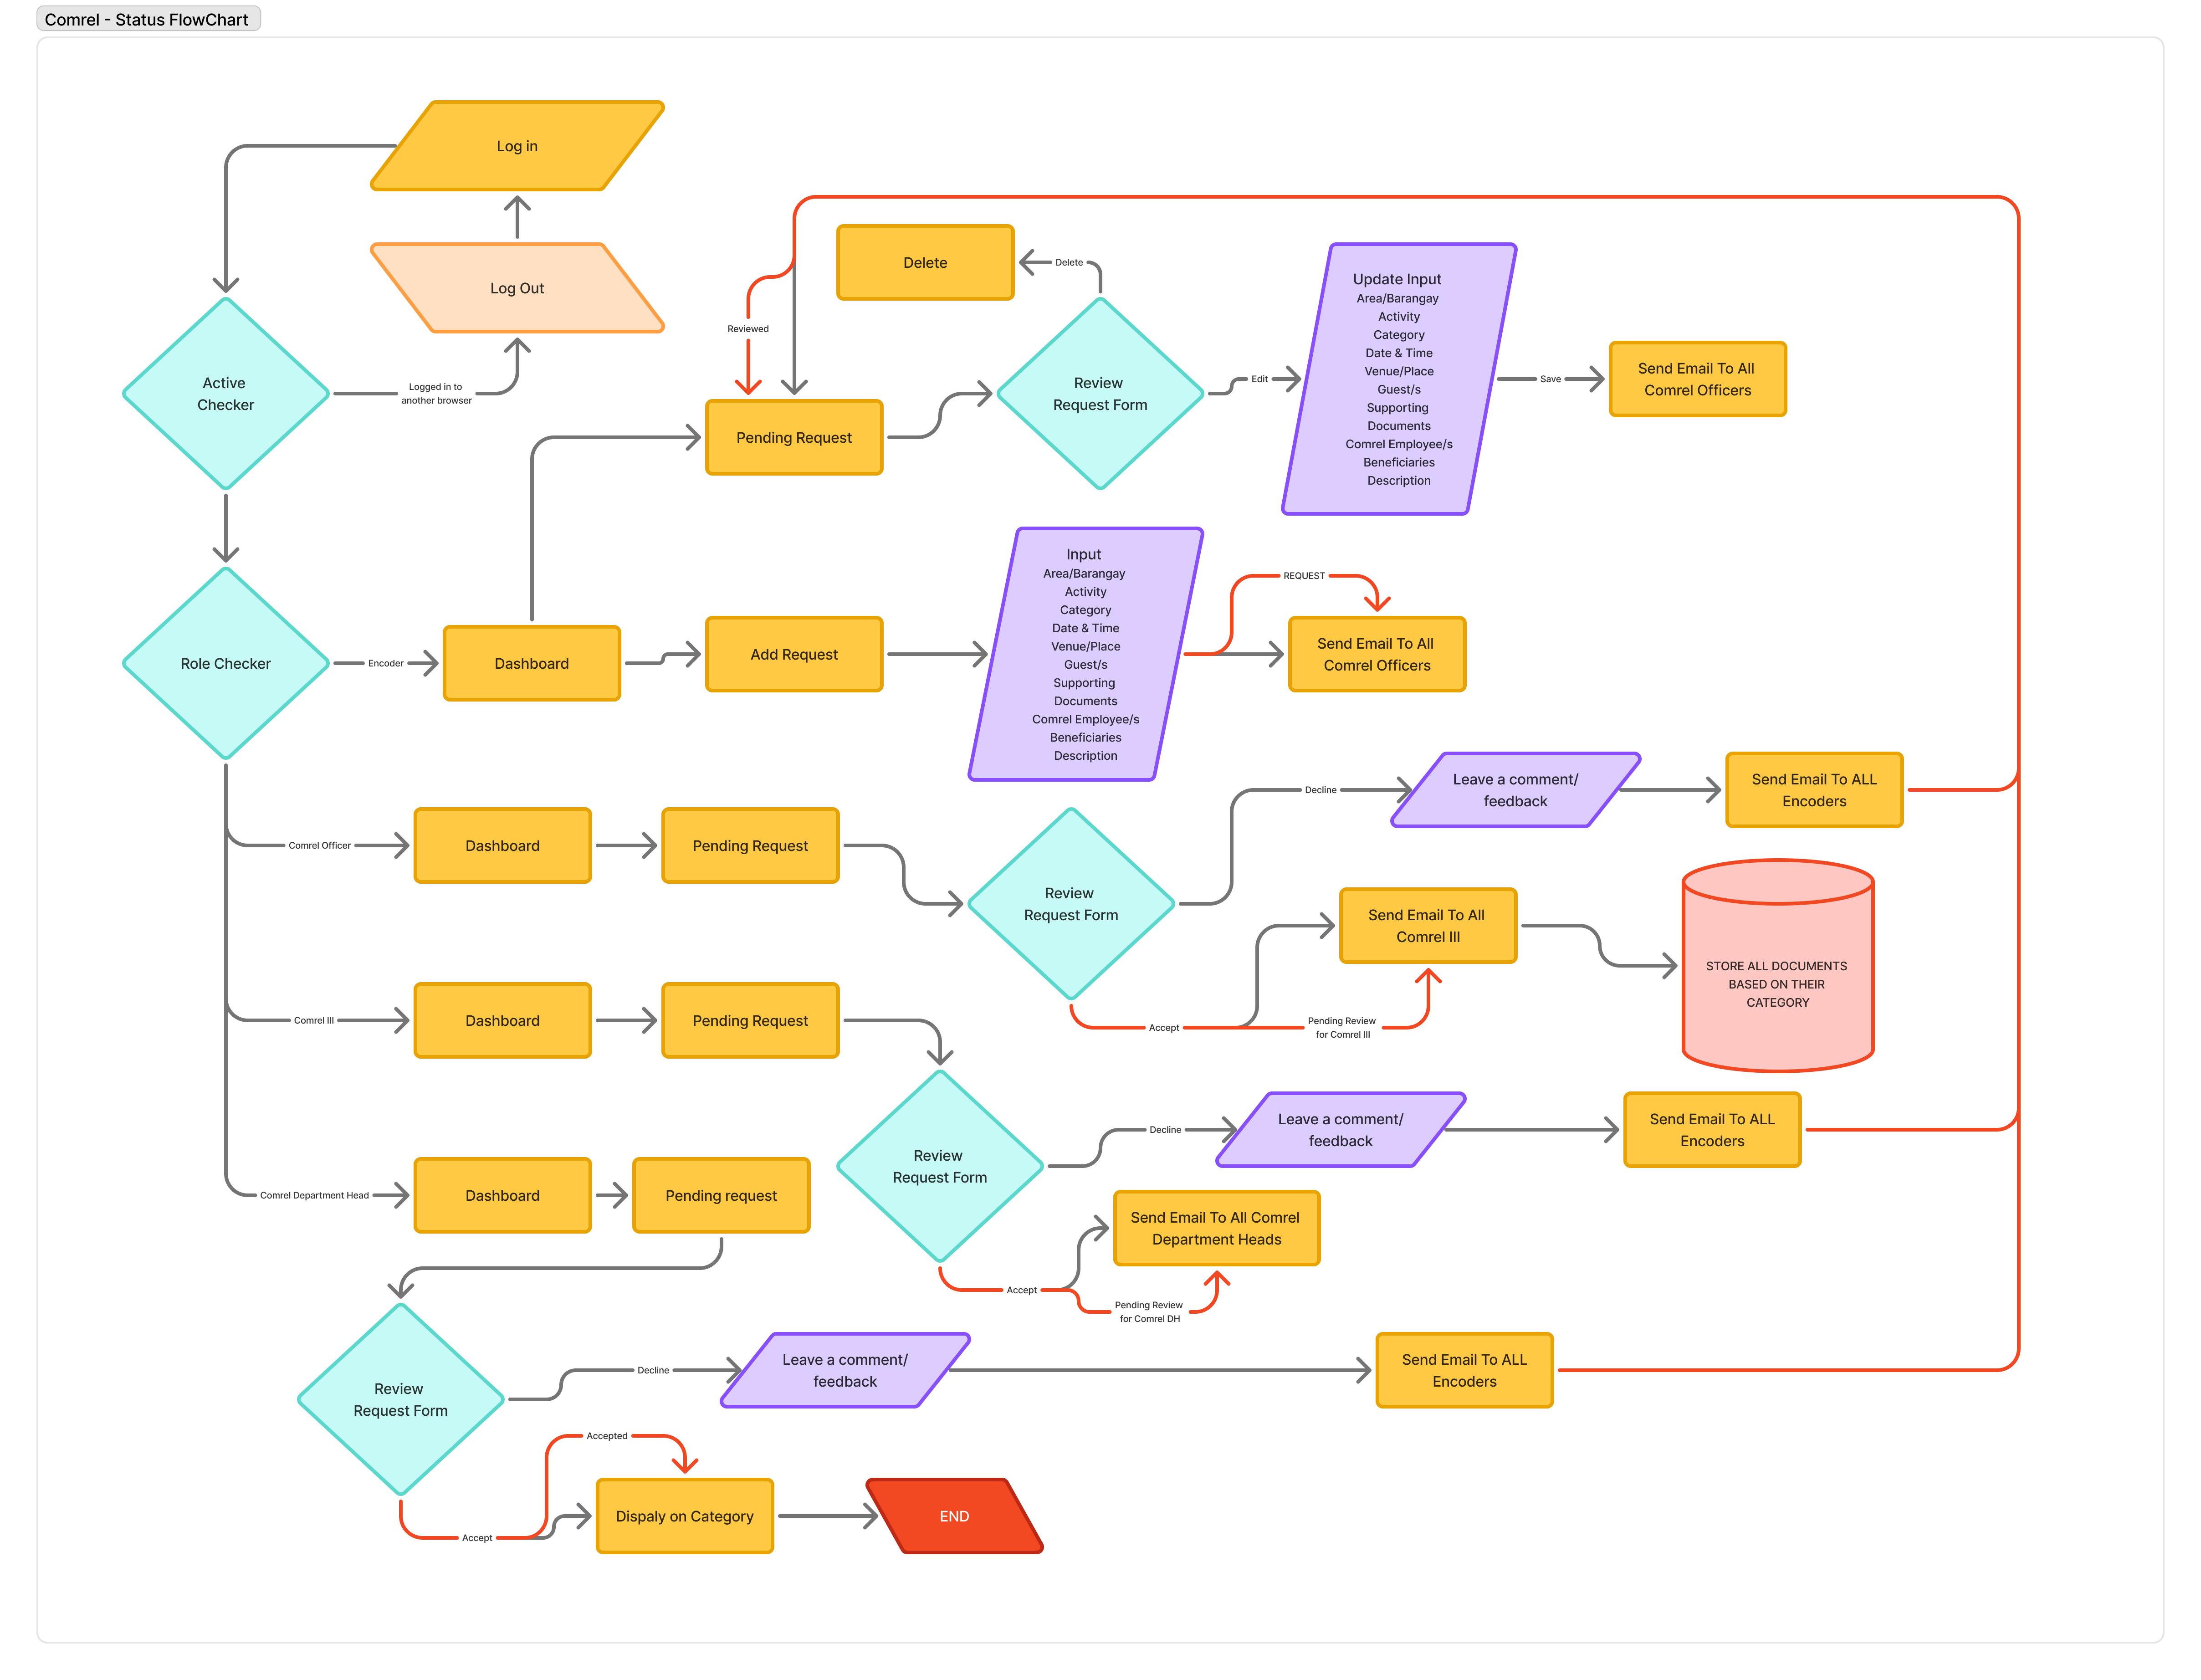 Comrel - Status FlowChart
Log in
Log Out
Active
Checker
Logged in to
another browser
Reviewed
Delete
Delete
Pending Request
Review
Request Form
Edit
Update Input
Area/Barangay
Activity
Category
Date & Time
Venue/Place
Guest/s
Supporting
Documents
Comrel Employee/s
Beneficiaries
Description
Save
Send Email To All
Comrel Officers
Role Checker
Encoder
Dashboard
Add Request
Input
Area/Barangay
Activity
Category
Date & Time
Venue/Place
Guest/s
Supporting
Documents
Comrel Employee/s
Beneficiaries
Description
REQUEST
Send Email To All
Comrel Officers
Comrel Officer
Dashboard
Pending Request
Review
Request Form
Decline
Leave a comment/
feedback
Send Email To ALL
Encoders
Accept
Pending Review
for Comrel III
Send Email To All
Comrel III
STORE ALL DOCUMENTS
BASED ON THEIR
CATEGORY
Comrel III
Dashboard
Pending Request
Review
Request Form
Decline
Leave a comment/
feedback
Send Email To ALL
Encoders
Accept
Pending Review
for Comrel DH
Send Email To All Comrel
Department Heads
Comrel Department Head
Dashboard
Pending request
Review
Request Form
Decline
Leave a comment/
feedback
Send Email To ALL
Encoders
Accept
Accepted
Dispaly on Category
END